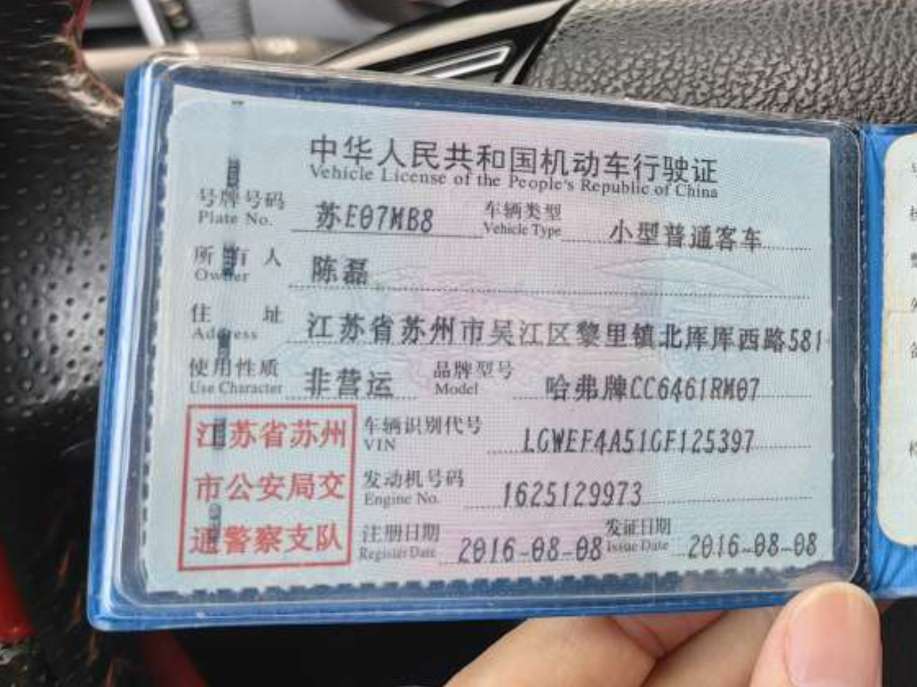 中华人民共和国机动车行驶证
Vehicle License of the People's Republic of China
号牌号码 苏E07MB8 车辆类型 小型普通客车
Plate No. Vehicle Type
所有人 陈磊
Owner
住址 江苏省苏州市吴江区黎里镇北厍厍西路581
Address
使用性质 非营运 品牌型号 哈弗牌CC6461RM07
Use Character Model
江苏省苏州 车辆识别代号 LGWEF4A51GF125397
VIN
市公安局交 发动机号码 1625129973
Engine No.
通警察支队 注册日期 2016-08-08 发证日期 2016-08-08
Register Date Issue Date